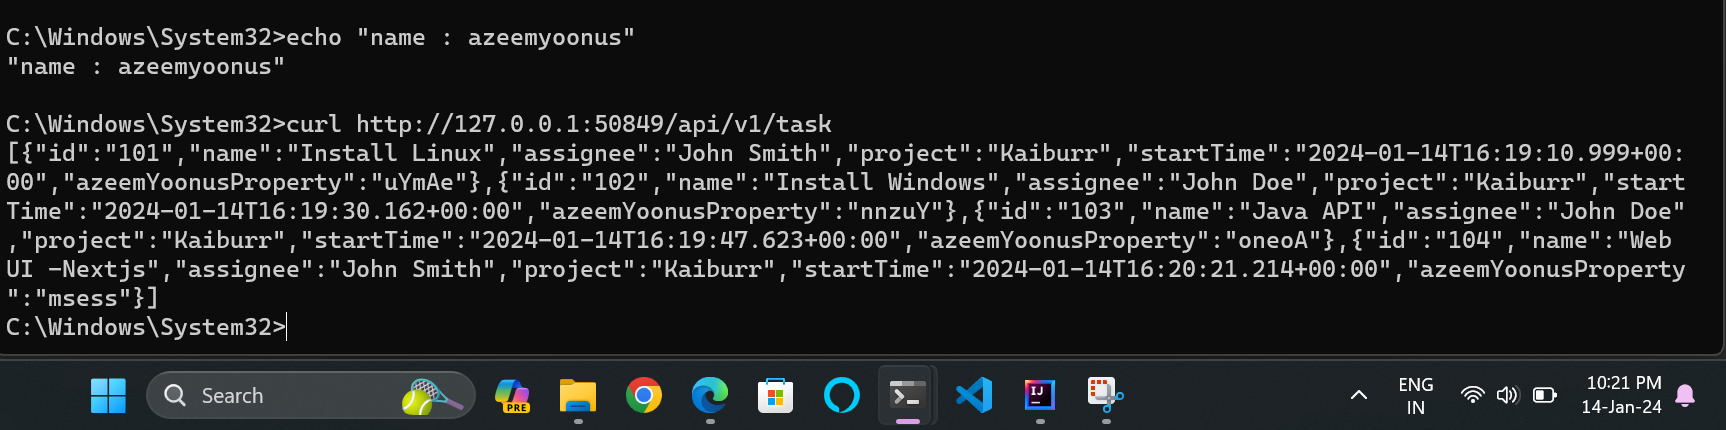 C:\Windows\System32>echo "name : azeemyoonus"
"name : azeemyoonus"
C:\Windows\System32>curl http://127.0.0.1:50849/api/v1/task
[{"id":"101","name":"Install Linux","assignee":"John Smith","project":"Kaiburr","startTime":"2024-01-14T16:19:10.999+00:
00","azeemYoonusProperty":"uYmAe"},{"id":"102","name":"Install Windows","assignee":"John Doe","project":"Kaiburr","start
Time":"2024-01-14T16:19:30.162+00:00","azeemYoonusProperty":"nnzuY"},{"id":"103","name":"Java API","assignee":"John Doe"
,"project":"Kaiburr","startTime":"2024-01-14T16:19:47.623+00:00","azeemYoonusProperty":"oneoA"},{"id":"104","name":"Web
UI -Nextjs","assignee":"John Smith","project":"Kaiburr","startTime":"2024-01-14T16:20:21.214+00:00","azeemYoonusProperty
":"msess"}]
C:\Windows\System32>
Search
PRE
IJ
ENG
IN
10:21 PM
14-Jan-24